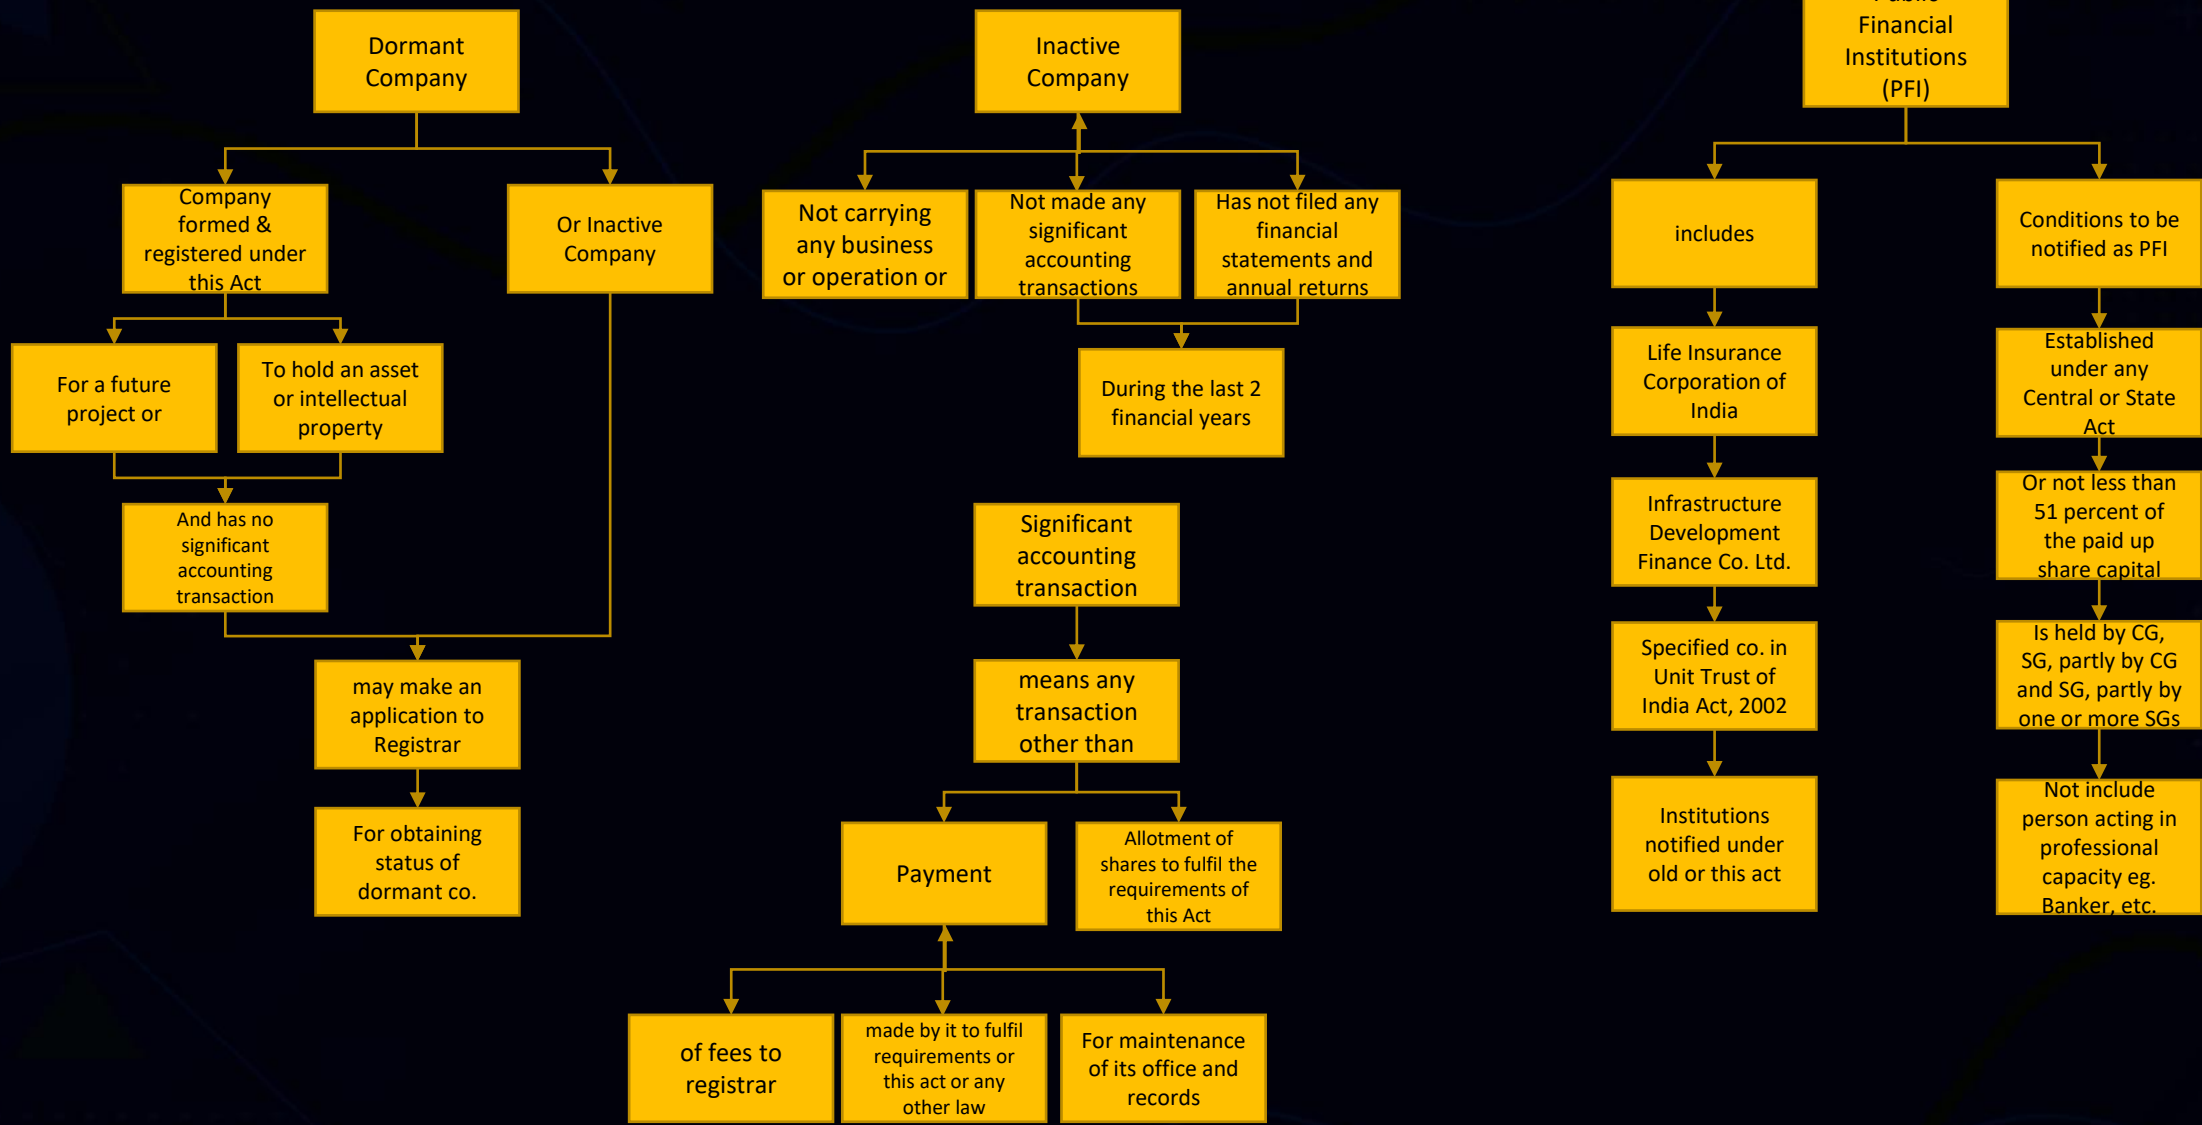 Dormant
Company
Company
formed &
registered under
this Act
Or Inactive
Company
For a future
project or
To hold an asset
or intellectual
property
And has no
significant
accounting
transaction
may make an
application to
Registrar
For obtaining
status of
dormant co.
Inactive
Company
Not carrying
any business
or operation or
Not made any
significant
accounting
transactions
Has not filed any
financial
statements and
annual returns
During the last 2
financial years
Significant
accounting
transaction
means any
transaction
other than
Payment
Allotment of
shares to fulfil the
requirements of
this Act
of fees to
registrar
made by it to fulfil
requirements or
this act or any
other law
For maintenance
of its office and
records
Financial
Institutions
(PFI)
includes
Life Insurance
Corporation of
India
Infrastructure
Development
Finance Co. Ltd.
Specified co. in
Unit Trust of
India Act, 2002
Institutions
notified under
old or this act
Conditions to be
notified as PFI
Established
under any
Central or State
Act
Or not less than
51 percent of
the paid up
share capital
Is held by CG,
SG, partly by CG
and SG, partly by
one or more SGs
Not include
person acting in
professional
capacity eg.
Banker, etc.